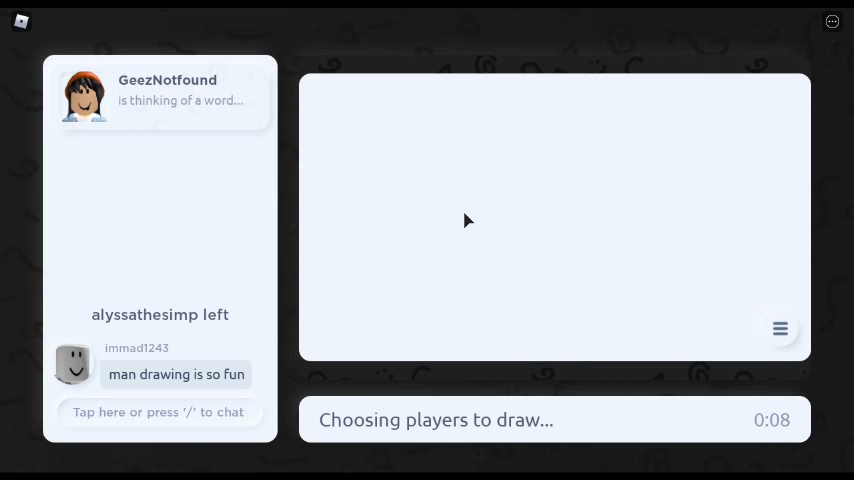 GeezNotfound
is thinking of a word...
alyssathesimp left
immad1243
man drawing is so fun
Tap here or press '/' to chat
Choosing players to draw...
0:08